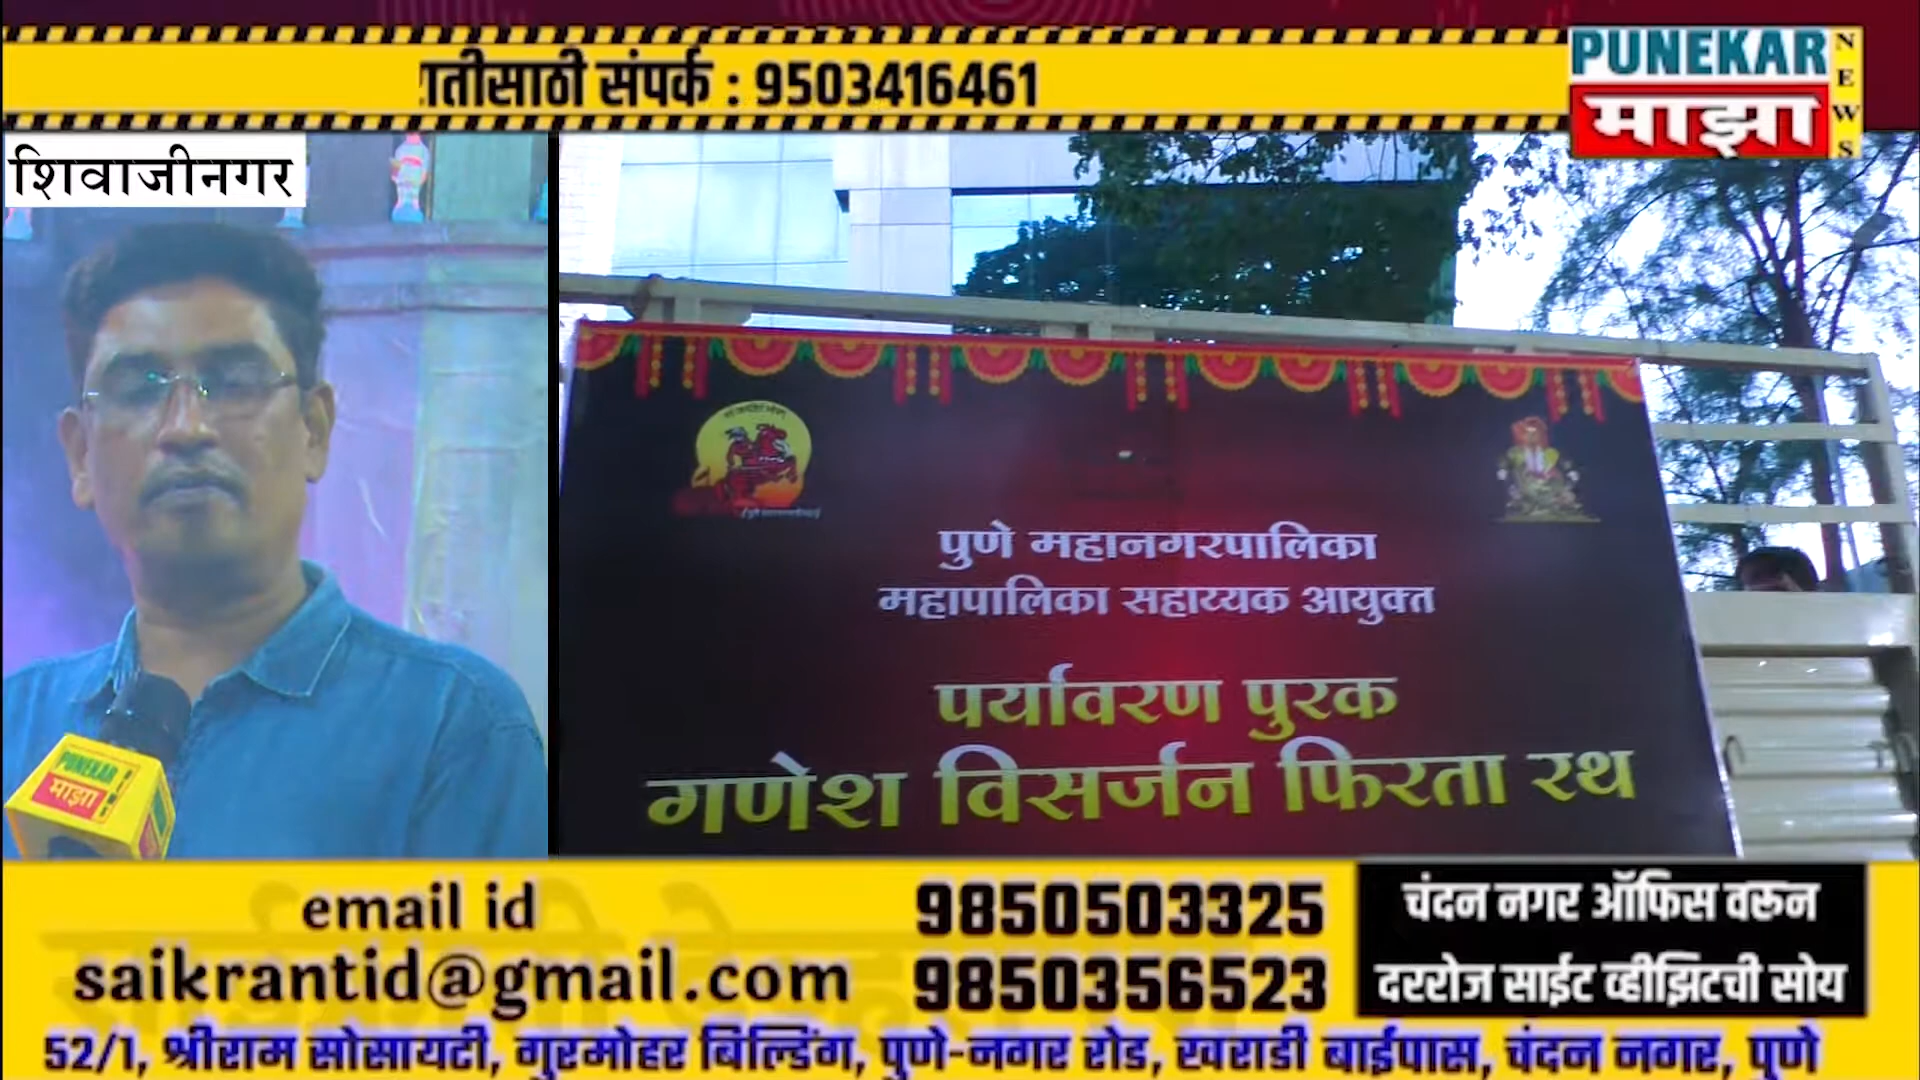 संपर्क : 9503416461
PUNEKAR
माझा
NEWS
शिवाजीनगर
पुणे महानगरपालिका
महापालिका सहाय्यक आयुक्त
पर्यावरण पुरक
गणेश विसर्जन फिरता रथ
PUNEKAR
माझा
email id
saikrantid@gmail.com
9850503325
9850356523
चंदन नगर ऑफिस वरून
दररोज साईट व्हीझिटची सोय
52/1, श्रीराम सोसायटी, गुरमोहर बिल्डिंग, पुणे-नगर रोड, खराडी बाईपास, चंदन नगर, पूणे